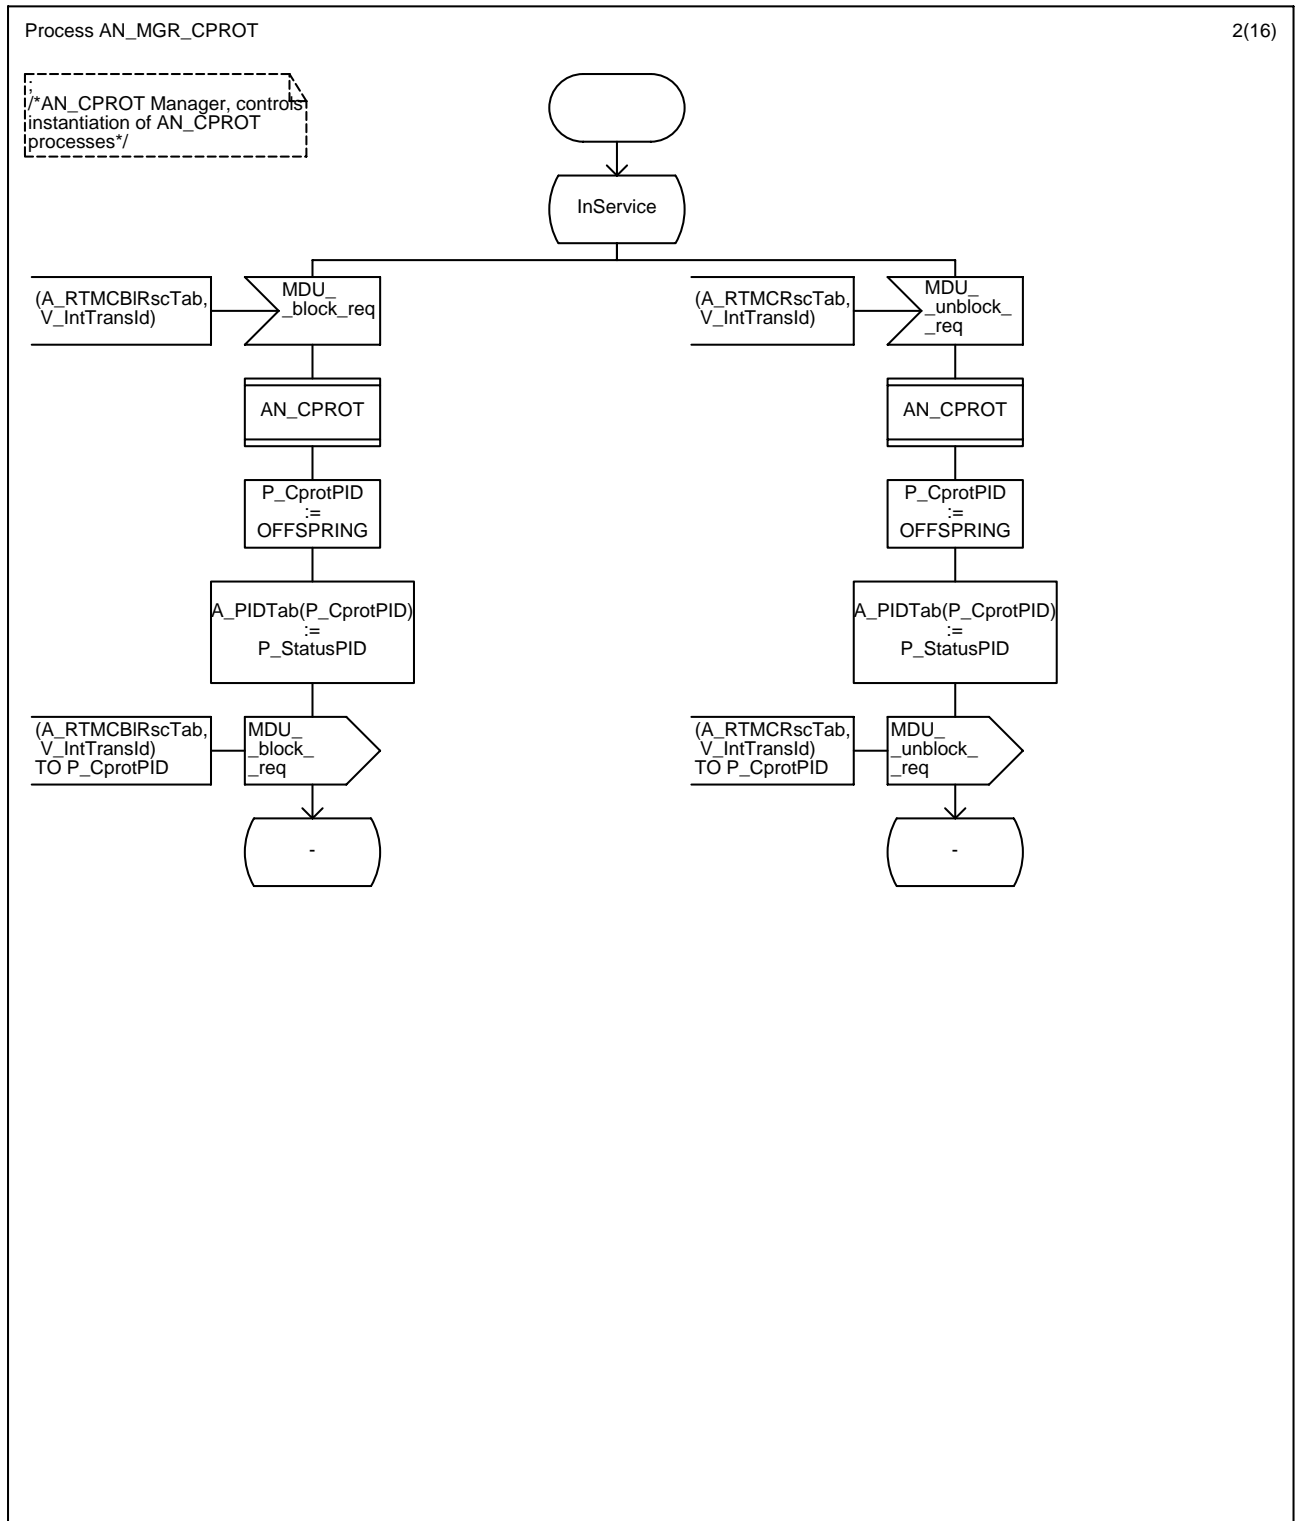 Process AN_MGR_CPROT
2(16)
;
/*AN_CPROT Manager, controls
instantiation of AN_CPROT
processes*/
InService
(A_RTMCBlRscTab,
V_IntTransId)
MDU_
_block_req
(A_RTMCRscTab,
V_IntTransId)
MDU_
_unblock_
_req
AN_CPROT
AN_CPROT
P_CprotPID
:=
OFFSPRING
P_CprotPID
:=
OFFSPRING
A_PIDTab(P_CprotPID)
:=
P_StatusPID
A_PIDTab(P_CprotPID)
:=
P_StatusPID
(A_RTMCBlRscTab,
V_IntTransId)
TO P_CprotPID
MDU_
_block_
_req
(A_RTMCRscTab,
V_IntTransId)
TO P_CprotPID
MDU_
_unblock_
_req
-
-